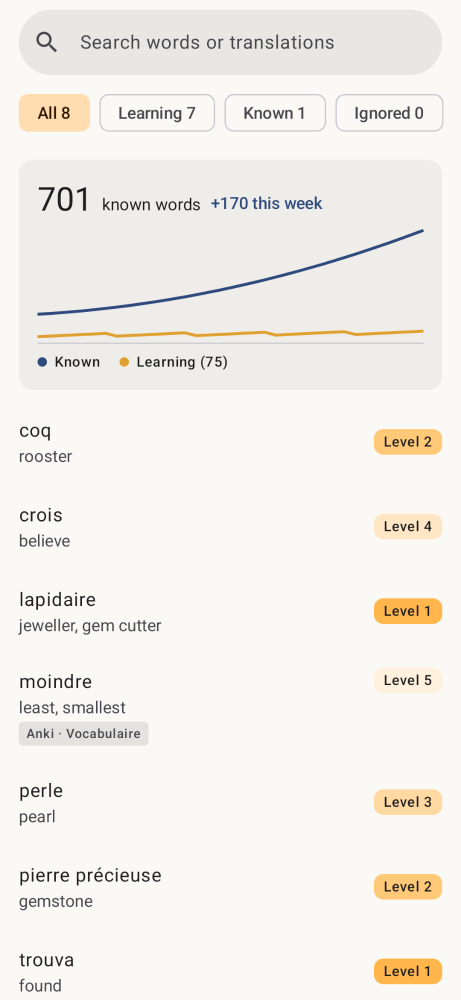 Search words or translations
All 8
Learning 7
Known 1
Ignored 0
701 known words +170 this week
Known
Learning (75)
coq
rooster
Level 2
crois
believe
Level 4
lapidaire
jeweller, gem cutter
Level 1
moindre
least, smallest
Anki · Vocabulaire
Level 5
perle
pearl
Level 3
pierre précieuse
gemstone
Level 2
trouva
found
Level 1